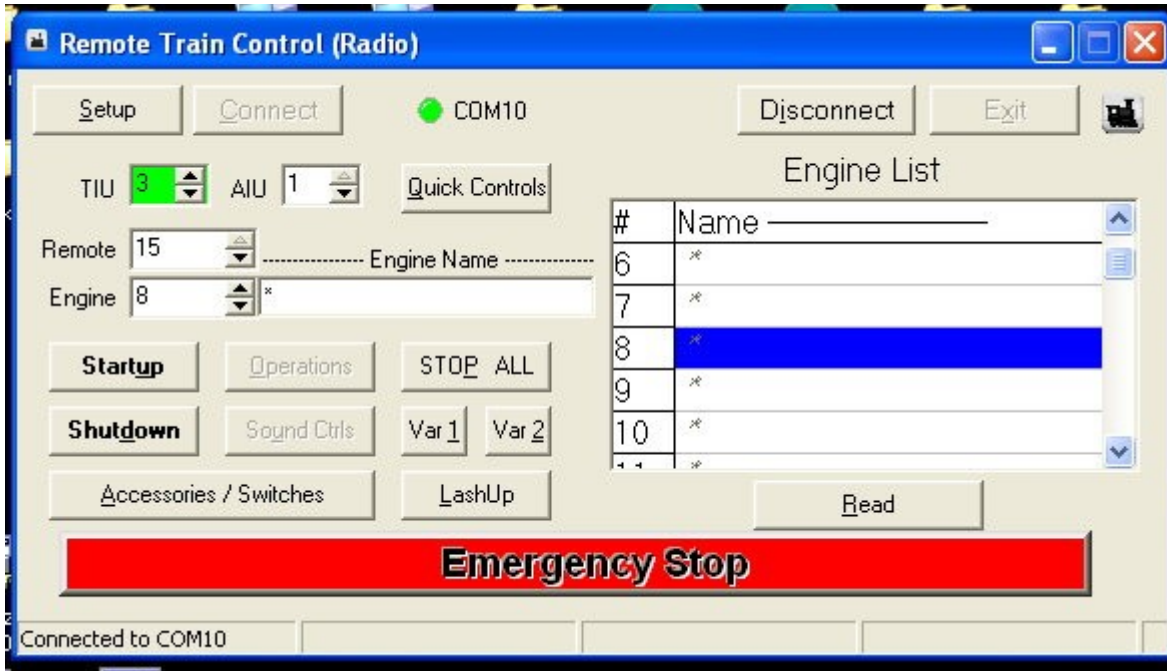 Remote Train Control (Radio)
Setup Connect COM10 Disconnect Exit
TIU 3 AIU 1 Quick Controls
Engine List
# Name
Remote 15
---------------- Engine Name --------------
Engine 8 *
6 *
7 *
8 *
9 *
10 *
Startup Operations STOP ALL
Shutdown Sound Ctrls Var 1 Var 2
Accessories / Switches LashUp
Read
Emergency Stop
Connected to COM10